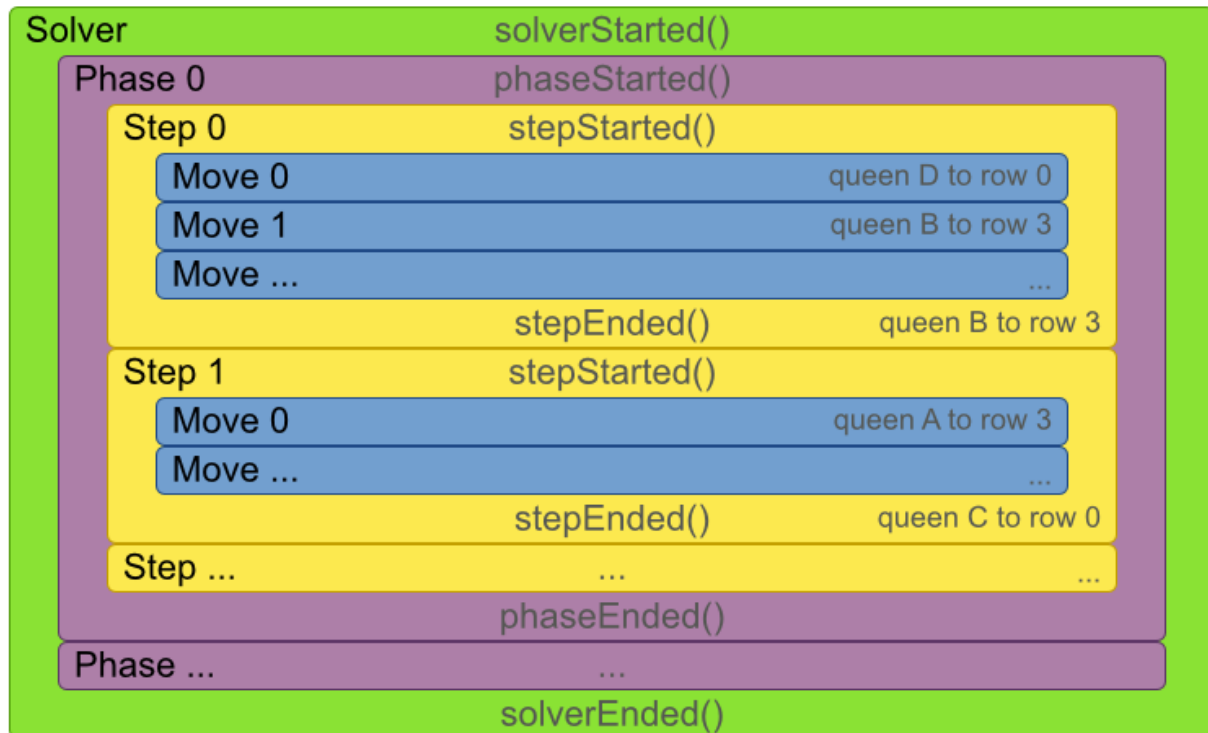 Solver solverStarted()
Phase 0 phaseStarted()
Step 0 stepStarted()
Move 0 queen D to row 0
Move 1 queen B to row 3
Move ... ...
stepEnded() queen B to row 3
Step 1 stepStarted()
Move 0 queen A to row 3
Move ... ...
stepEnded() queen C to row 0
Step ... ... ...
phaseEnded()
Phase ... ...
solverEnded()